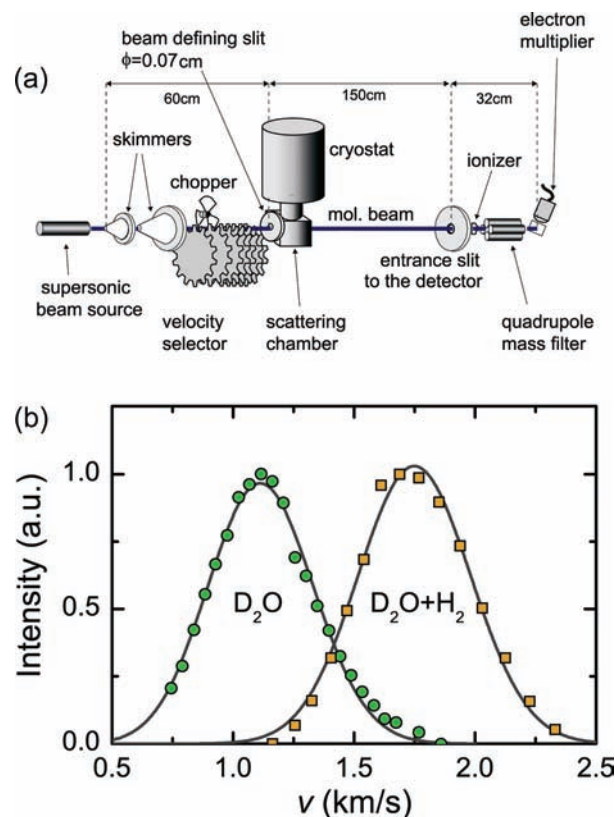 (a)
beam defining slit
ϕ=0.07cm
electron
multiplier
60cm
150cm
32cm
skimmers
chopper
cryostat
ionizer
mol. beam
supersonic
beam source
velocity
selector
scattering
chamber
entrance slit
to the detector
quadrupole
mass filter
(b)
Intensity (a.u.)
1.0
0.5
0.0
D₂O
D₂O+H₂
0.5
1.0
1.5
2.0
2.5
v (km/s)